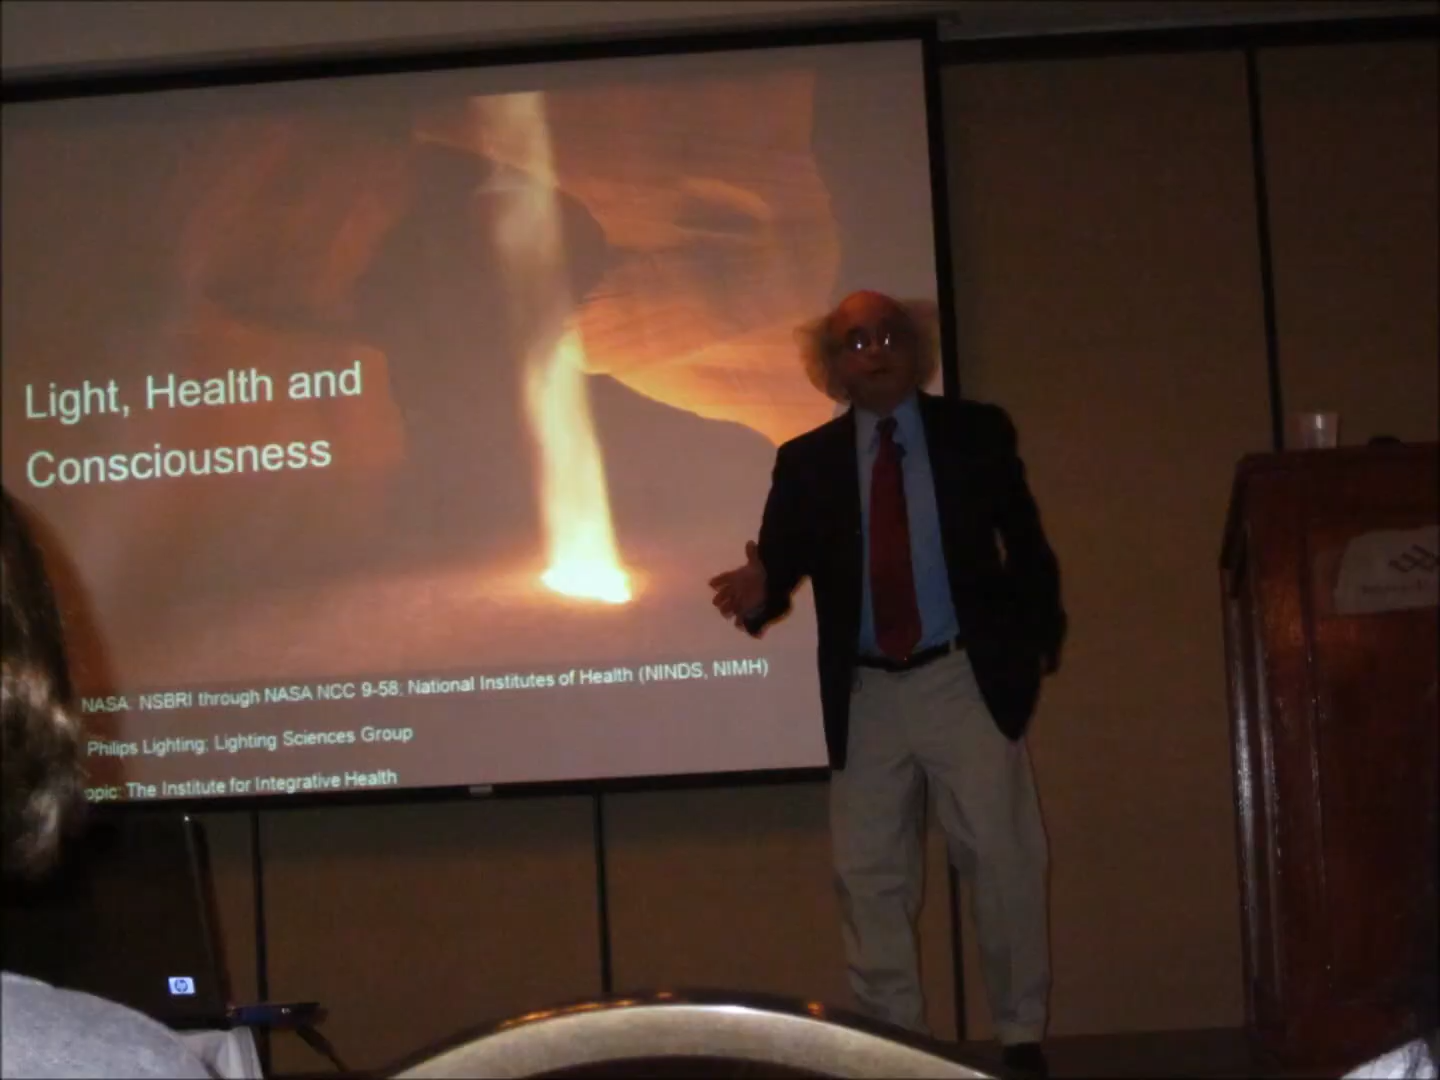 Light, Health and
Consciousness
NASA: NSBRI through NASA NCC 9-58; National Institutes of Health (NINDS, NIMH)
Philips Lighting; Lighting Sciences Group
opic: The Institute for Integrative Health
hp